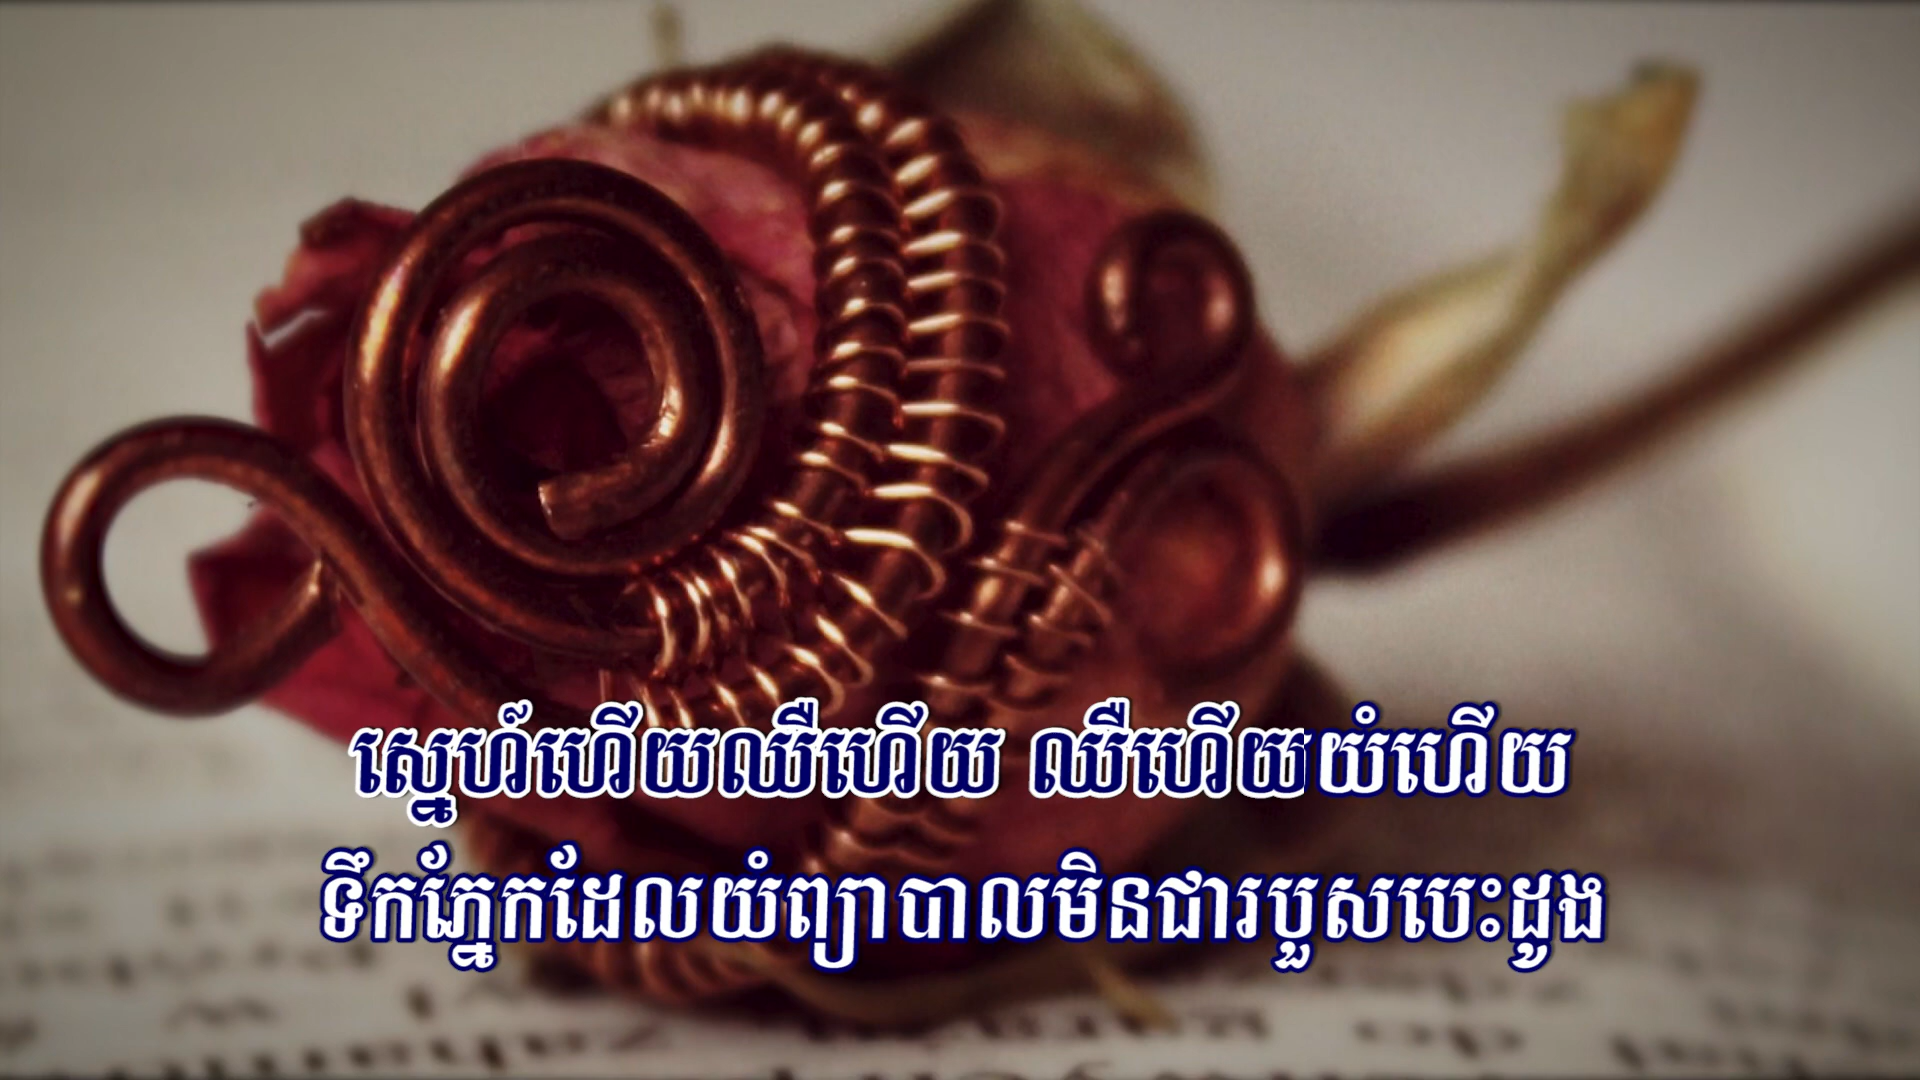 ស្នេហ៍ហើយឈឺហើយ ឈឺហើយយំហើយ
ទឹកភ្នែកដែលយំព្យាបាលមិនជារបួសបេះដូង